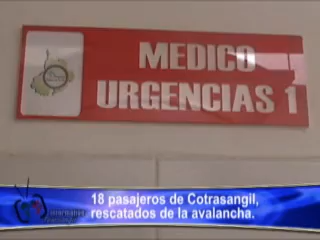 MEDICO
URGENCIAS 1
18 pasajeros de Cotrasangil,
rescatados de la avalancha.